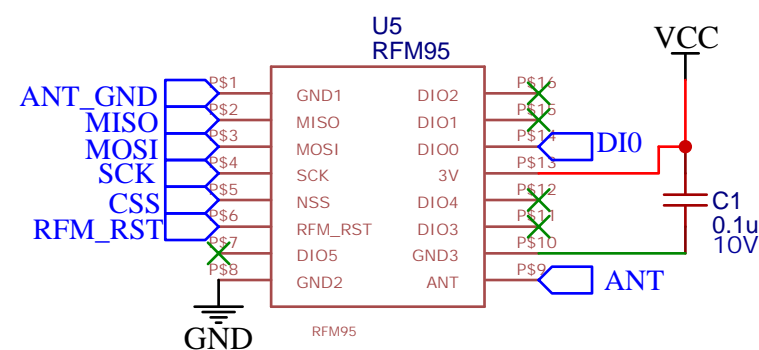 U5
RFM95
VCC
ANT_GND P$1 GND1 DIO2 P$16
MISO P$2 MISO DIO1 P$15
MOSI P$3 MOSI DIO0 P$14 DI0
SCK P$4 SCK 3V P$13
CSS P$5 NSS DIO4 P$12
RFM_RST P$6 RFM_RST DIO3 P$11
P$7 DIO5 GND3 P$10
P$8 GND2 ANT P$9 ANT
C1
0.1u
10V
GND
RFM95